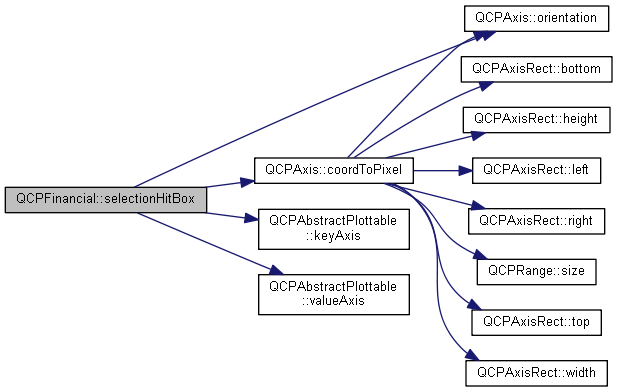 QCPFinancial::selectionHitBox
QCPAxis::coordToPixel
QCPAbstractPlottable
::keyAxis
QCPAbstractPlottable
::valueAxis
QCPAxis::orientation
QCPAxisRect::bottom
QCPAxisRect::height
QCPAxisRect::left
QCPAxisRect::right
QCPRange::size
QCPAxisRect::top
QCPAxisRect::width